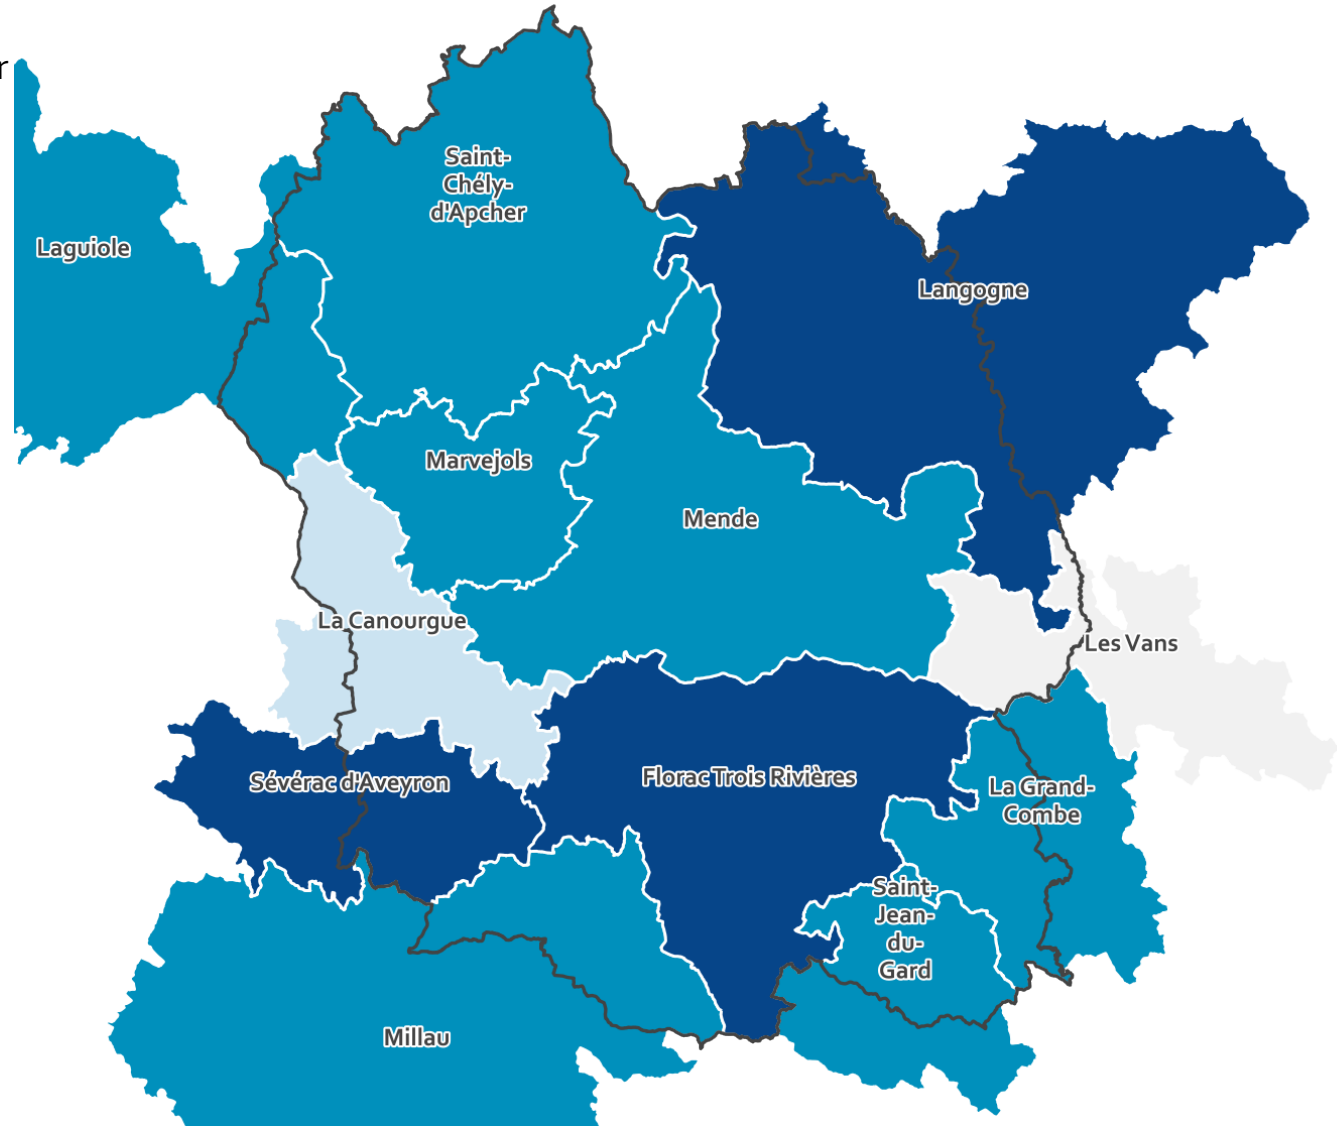 r
Saint-
Chély-
d'Apcher
Laguiole
Langogne
Marvejols
Mende
La Canourgue
Les Vans
Sévérac d'Aveyron
Florac Trois Rivières
La Grand-
Combe
Saint-
Jean-
du-
Gard
Millau